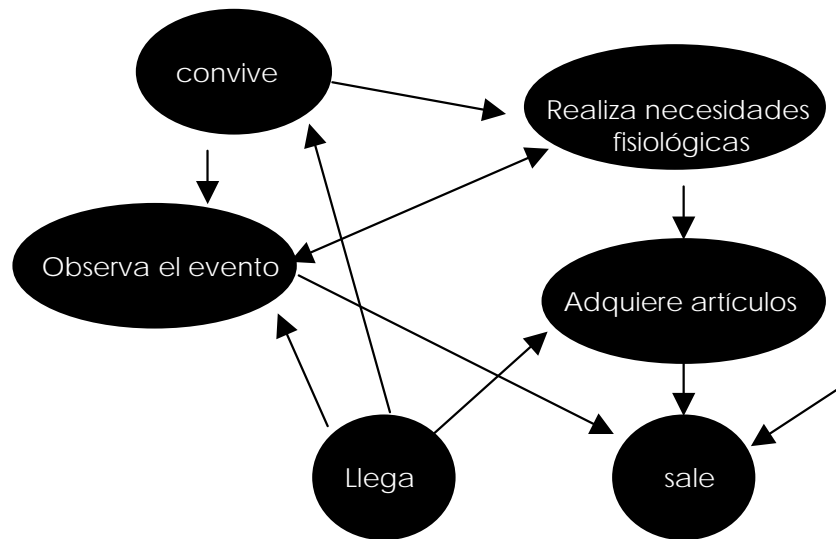 convive
Realiza necesidades
fisiológicas
Observa el evento
Adquiere artículos
Llega
sale